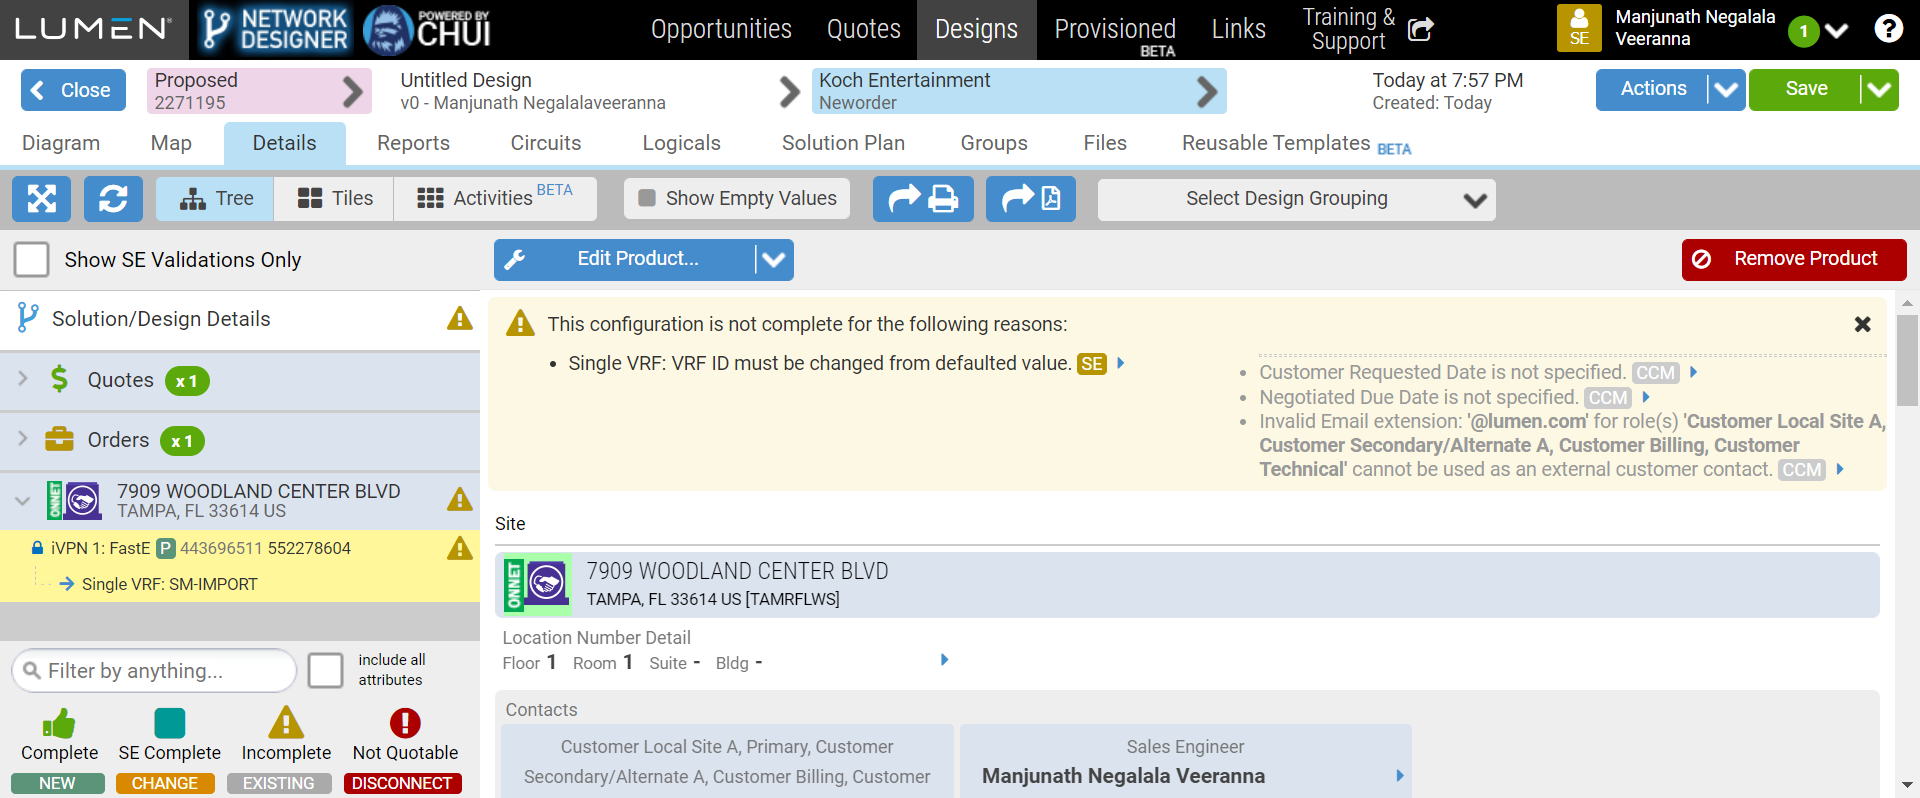 LUMEN®
NETWORK DESIGNER
POWERED BY CHUI
Opportunities
Quotes
Designs
Provisioned BETA
Links
Training & Support
SE
Manjunath Negalala Veeranna
1
?
Close
Proposed
2271195
Untitled Design
v0 - Manjunath Negalalaveeranna
Koch Entertainment
Neworder
Today at 7:57 PM
Created: Today
Actions
Save
Diagram
Map
Details
Reports
Circuits
Logicals
Solution Plan
Groups
Files
Reusable Templates BETA
Tree
Tiles
Activities BETA
Show Empty Values
Select Design Grouping
Show SE Validations Only
Edit Product...
Remove Product
Solution/Design Details
Quotes x 1
Orders x 1
ONNET
7909 WOODLAND CENTER BLVD
TAMPA, FL 33614 US
iVPN 1: FastE P 443696511 552278604
Single VRF: SM-IMPORT
Filter by anything...
include all
attributes
Complete
SE Complete
Incomplete
Not Quotable
NEW
CHANGE
EXISTING
DISCONNECT
This configuration is not complete for the following reasons:
• Single VRF: VRF ID must be changed from defaulted value. SE
• Customer Requested Date is not specified. CCM
• Negotiated Due Date is not specified. CCM
• Invalid Email extension: '@lumen.com' for role(s) 'Customer Local Site A,
Customer Secondary/Alternate A, Customer Billing, Customer
Technical' cannot be used as an external customer contact. CCM
Site
ONNET
7909 WOODLAND CENTER BLVD
TAMPA, FL 33614 US [TAMRFLWS]
Location Number Detail
Floor 1 Room 1 Suite - Bldg -
Contacts
Customer Local Site A, Primary, Customer
Secondary/Alternate A, Customer Billing, Customer
Sales Engineer
Manjunath Negalala Veeranna